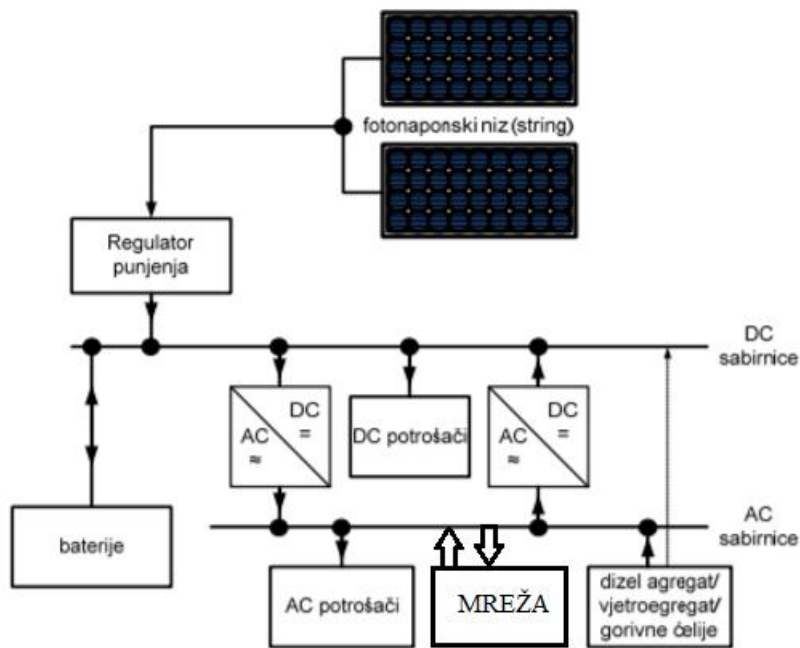 fotonaponski niz (string)
Regulator
punjenja
DC
sabirnice
DC
=
AC
≈
DC potrošači
DC
=
AC
≈
baterije
AC
sabirnice
AC potrošači
MREŽA
dizel agregat/
vjetroegregat/
gorivne ćelije